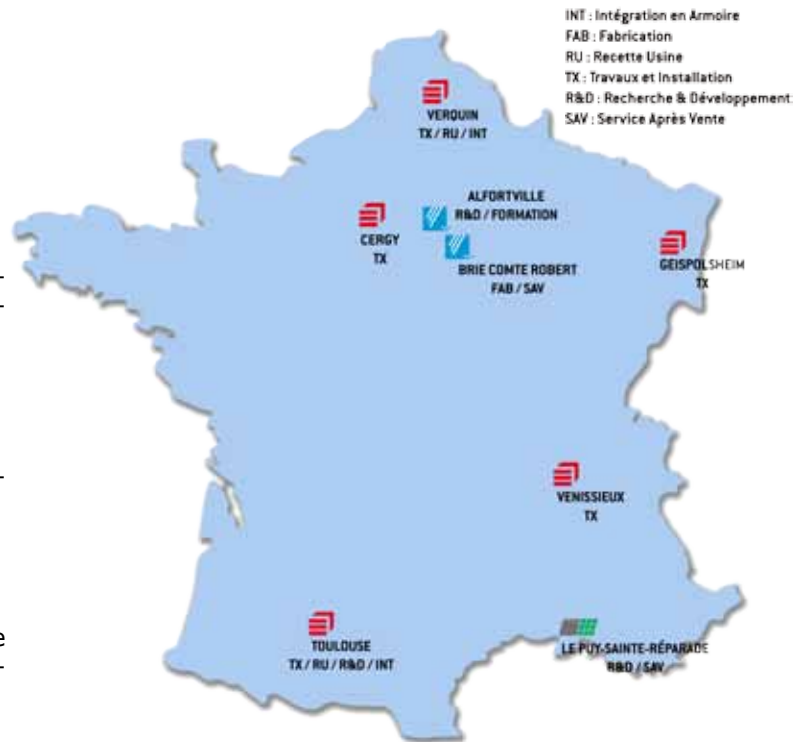 INT : Intégration en Armoire
FAB : Fabrication
RU : Recette Usine
TX : Travaux et Installation
R&D : Recherche & Développement
SAV : Service Après Vente
VERQUIN
TX / RU / INT
ALFORTVILLE
R&D / FORMATION
CERGY
TX
BRIE COMTE ROBERT
FAB / SAV
GEISPOLSHEIM
TX
VENISSIEUX
TX
TOULOUSE
TX / RU / R&D / INT
LE PUY-SAINTE-RÉPARADE
R&D / SAV
e